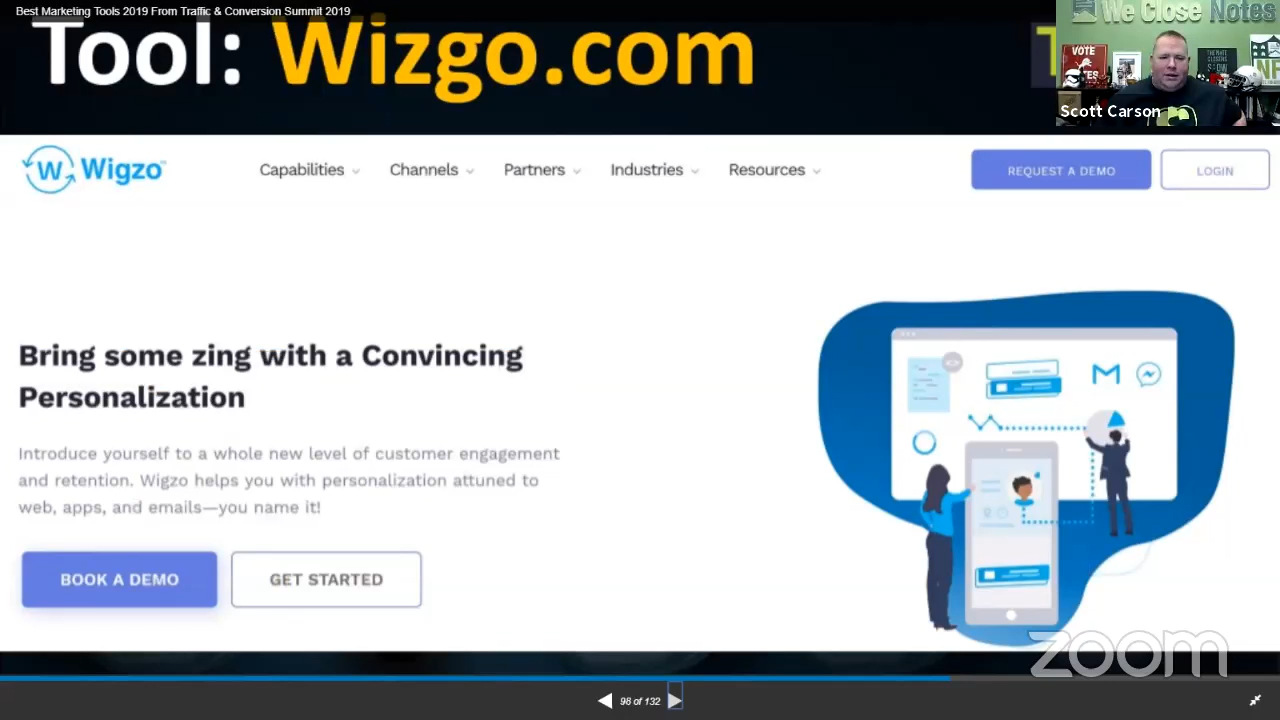 Best Marketing Tools 2019 From Traffic & Conversion Summit 2019
Tool: Wizgo.com
We Close Notes
VOTE
Scott Carson
W Wigzo
Capabilities
Channels
Partners
Industries
Resources
REQUEST A DEMO
LOGIN
Bring some zing with a Convincing
Personalization
Introduce yourself to a whole new level of customer engagement
and retention. Wigzo helps you with personalization attuned to
web, apps, and emails—you name it!
BOOK A DEMO
GET STARTED
zoom
98 of 132